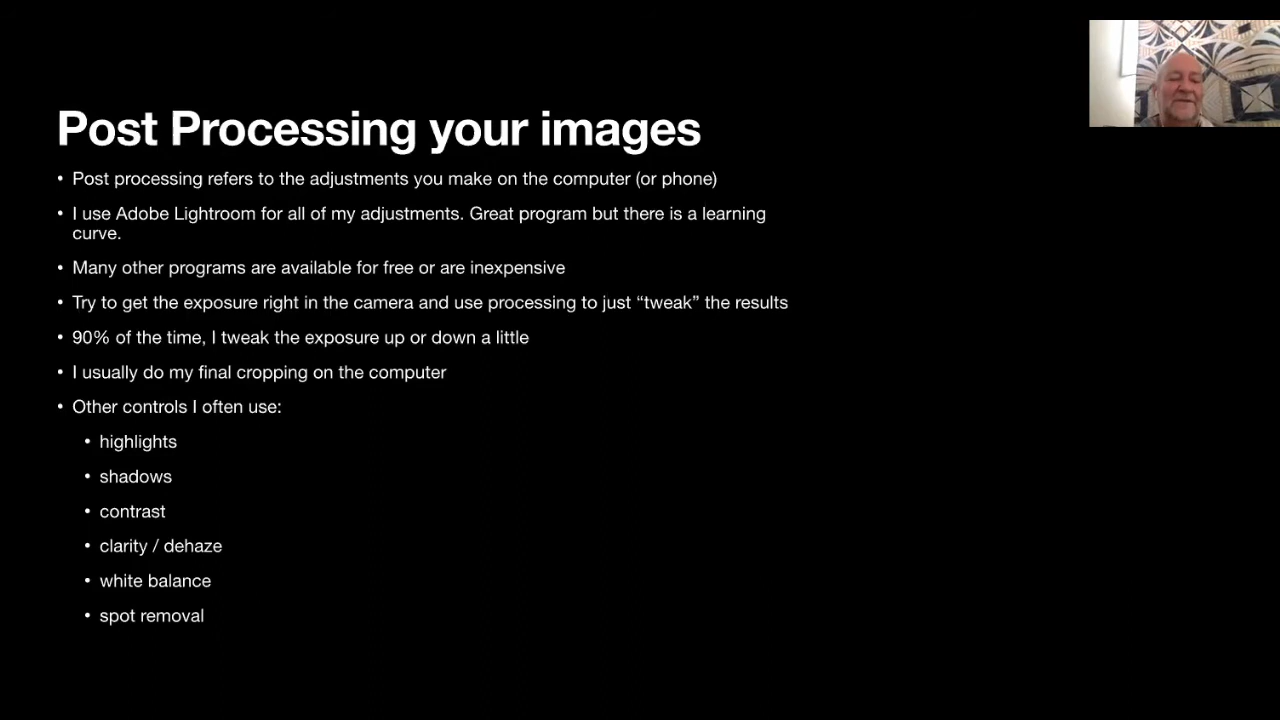 Post Processing your images
• Post processing refers to the adjustments you make on the computer (or phone)
• I use Adobe Lightroom for all of my adjustments. Great program but there is a learning
curve.
• Many other programs are available for free or are inexpensive
• Try to get the exposure right in the camera and use processing to just “tweak” the results
• 90% of the time, I tweak the exposure up or down a little
• I usually do my final cropping on the computer
• Other controls I often use:
• highlights
• shadows
• contrast
• clarity / dehaze
• white balance
• spot removal